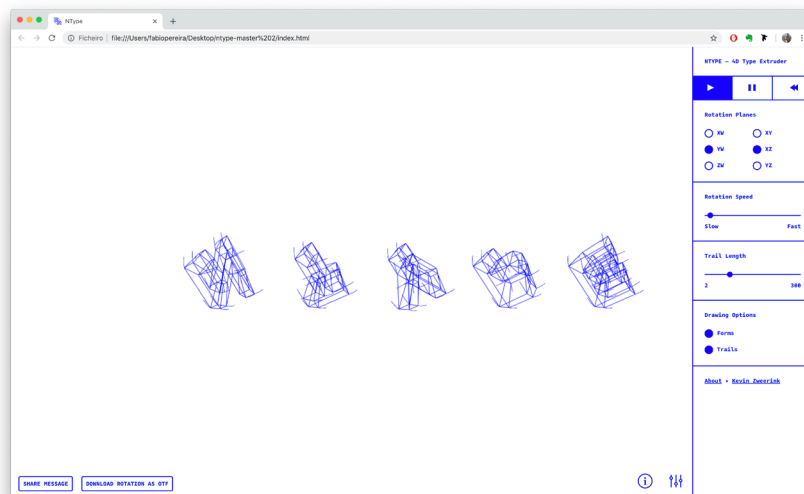 NType
Ficheiro file:///Users/fabiopereira/Desktop/ntype-master%202/index.html
NTYPE — 4D Type Extruder
Rotation Planes
XW XY
YW XZ
ZW YZ
Rotation Speed
Slow Fast
Trail Length
2 300
Drawing Options
Forms
Trails
About + Kevin Zweerink
SHARE MESSAGE DOWNLOAD ROTATION AS OTF